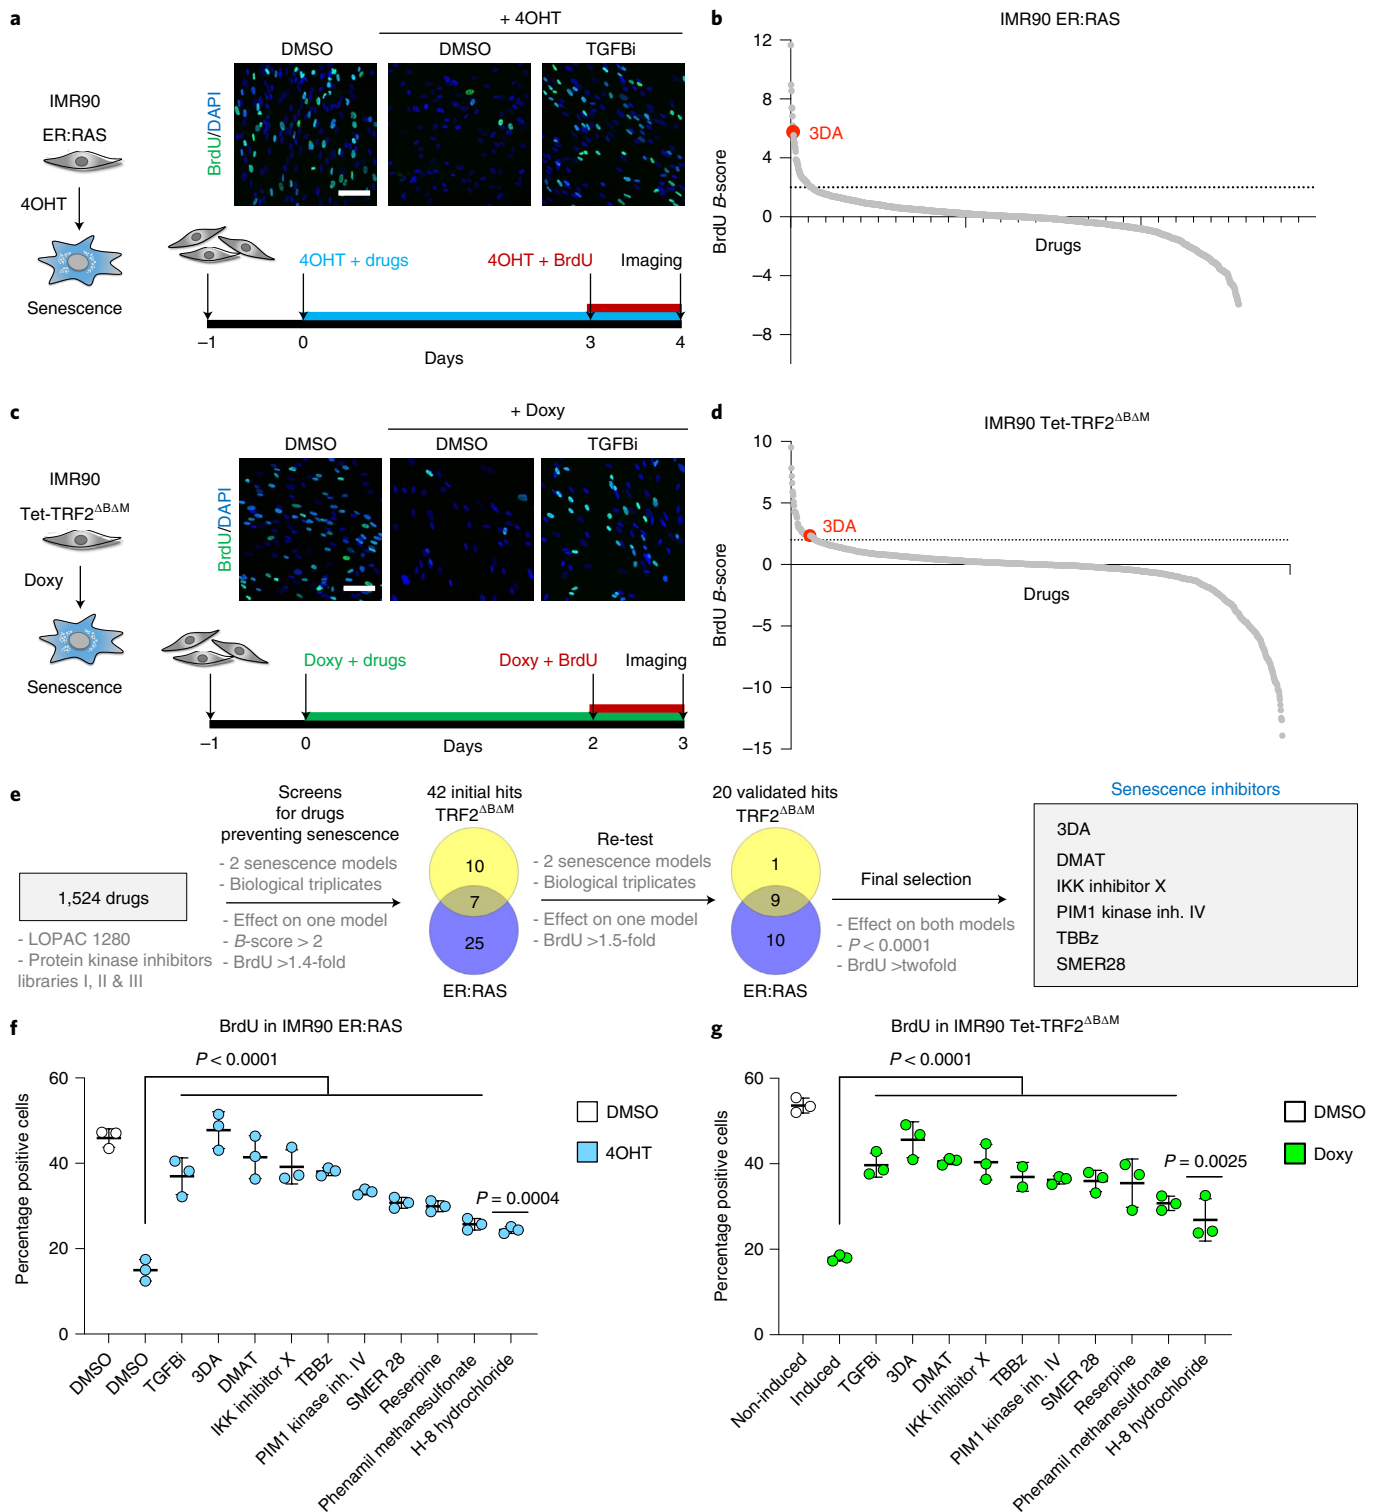 a
+ 4OHT
DMSO
DMSO
TGFBi
IMR90
ER:RAS
4OHT
Senescence
BrdU/DAPI
4OHT + drugs
4OHT + BrdU
Imaging
–1
0
3
4
Days
b
IMR90 ER:RAS
12
8
4
0
–4
–8
BrdU B-score
3DA
Drugs
c
+ Doxy
DMSO
DMSO
TGFBi
IMR90
Tet-TRF2ΔBΔM
Doxy
Senescence
BrdU/DAPI
Doxy + drugs
Doxy + BrdU
Imaging
–1
0
2
3
Days
d
IMR90 Tet-TRF2ΔBΔM
10
5
0
–5
–10
–15
BrdU B-score
3DA
Drugs
e
1,524 drugs
- LOPAC 1280
- Protein kinase inhibitors
libraries I, II & III
Screens
for drugs
preventing senescence
- 2 senescence models
- Biological triplicates
- Effect on one model
- B-score > 2
- BrdU >1.4-fold
42 initial hits
TRF2ΔBΔM
10
7
25
ER:RAS
Re-test
- 2 senescence models
- Biological triplicates
- Effect on one model
- BrdU >1.5-fold
20 validated hits
TRF2ΔBΔM
1
9
10
ER:RAS
Final selection
- Effect on both models
- P < 0.0001
- BrdU >twofold
Senescence inhibitors
3DA
DMAT
IKK inhibitor X
PIM1 kinase inh. IV
TBBz
SMER28
f
BrdU in IMR90 ER:RAS
P < 0.0001
60
40
20
0
Percentage positive cells
P = 0.0004
DMSO
4OHT
DMSO
DMSO
TGFBi
3DA
DMAT
IKK inhibitor X
TBBz
PIM1 kinase inh. IV
SMER 28
Reserpine
Phenamil methanesulfonate
H-8 hydrochloride
g
BrdU in IMR90 Tet-TRF2ΔBΔM
P < 0.0001
60
40
20
0
Percentage positive cells
P = 0.0025
DMSO
Doxy
Non-induced
Induced
TGFBi
3DA
DMAT
IKK inhibitor X
TBBz
PIM1 kinase inh. IV
SMER 28
Reserpine
Phenamil methanesulfonate
H-8 hydrochloride